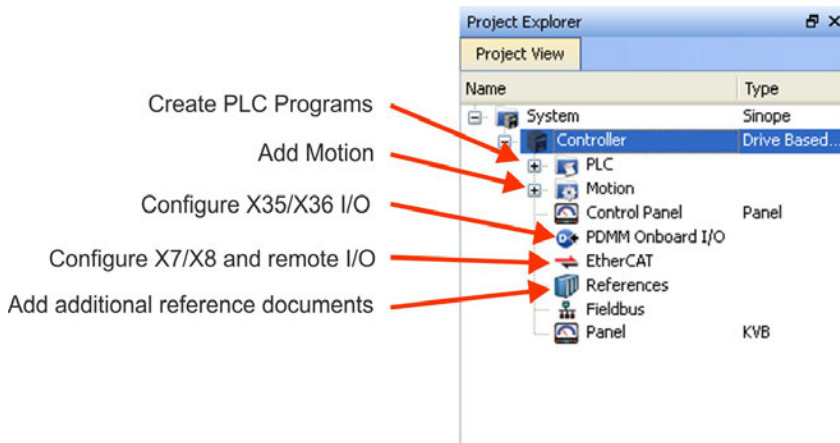 Project Explorer
Project View
Name Type
System Sinope
Controller Drive Based...
Create PLC Programs
PLC
Add Motion
Motion
Control Panel Panel
Configure X35/X36 I/O
PDMM Onboard I/O
Configure X7/X8 and remote I/O
EtherCAT
Add additional reference documents
References
Fieldbus
Panel KVB